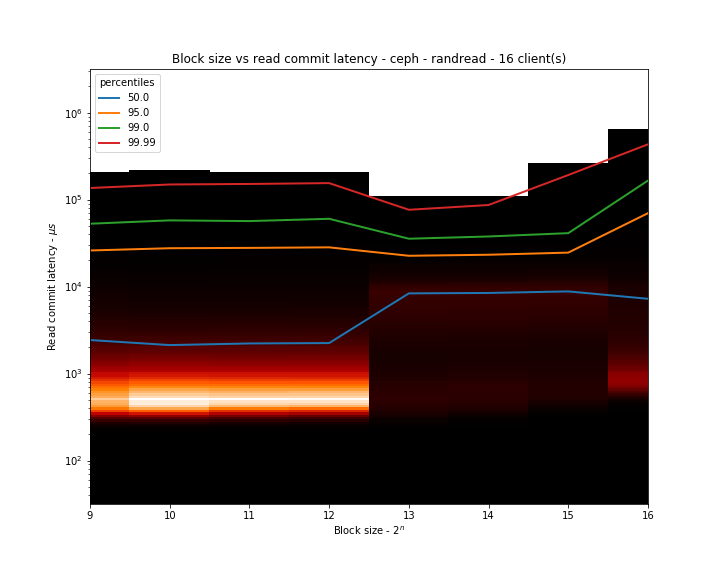 Block size vs read commit latency - ceph - randread - 16 client(s)
percentiles
50.0
95.0
99.0
99.99
10⁶
10⁵
10⁴
10³
10²
Read commit latency - μs
9 10 11 12 13 14 15 16
Block size - 2ⁿ